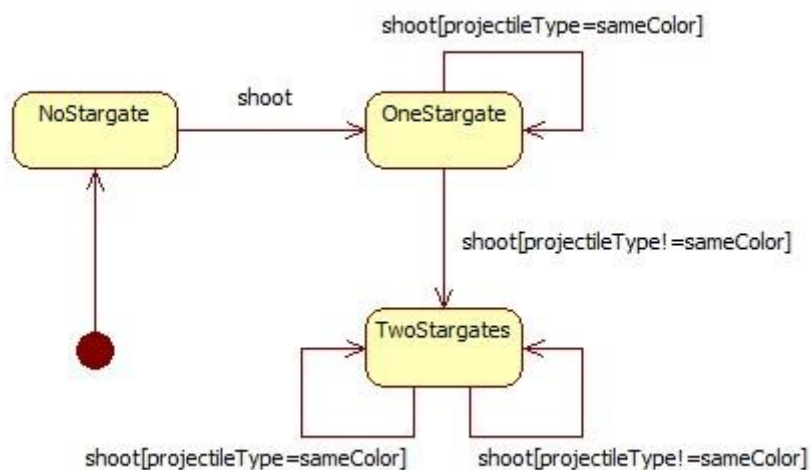 shoot[projectileType=sameColor]
shoot
NoStargate
OneStargate
shoot[projectileType!=sameColor]
TwoStargates
shoot[projectileType=sameColor]
shoot[projectileType!=sameColor]